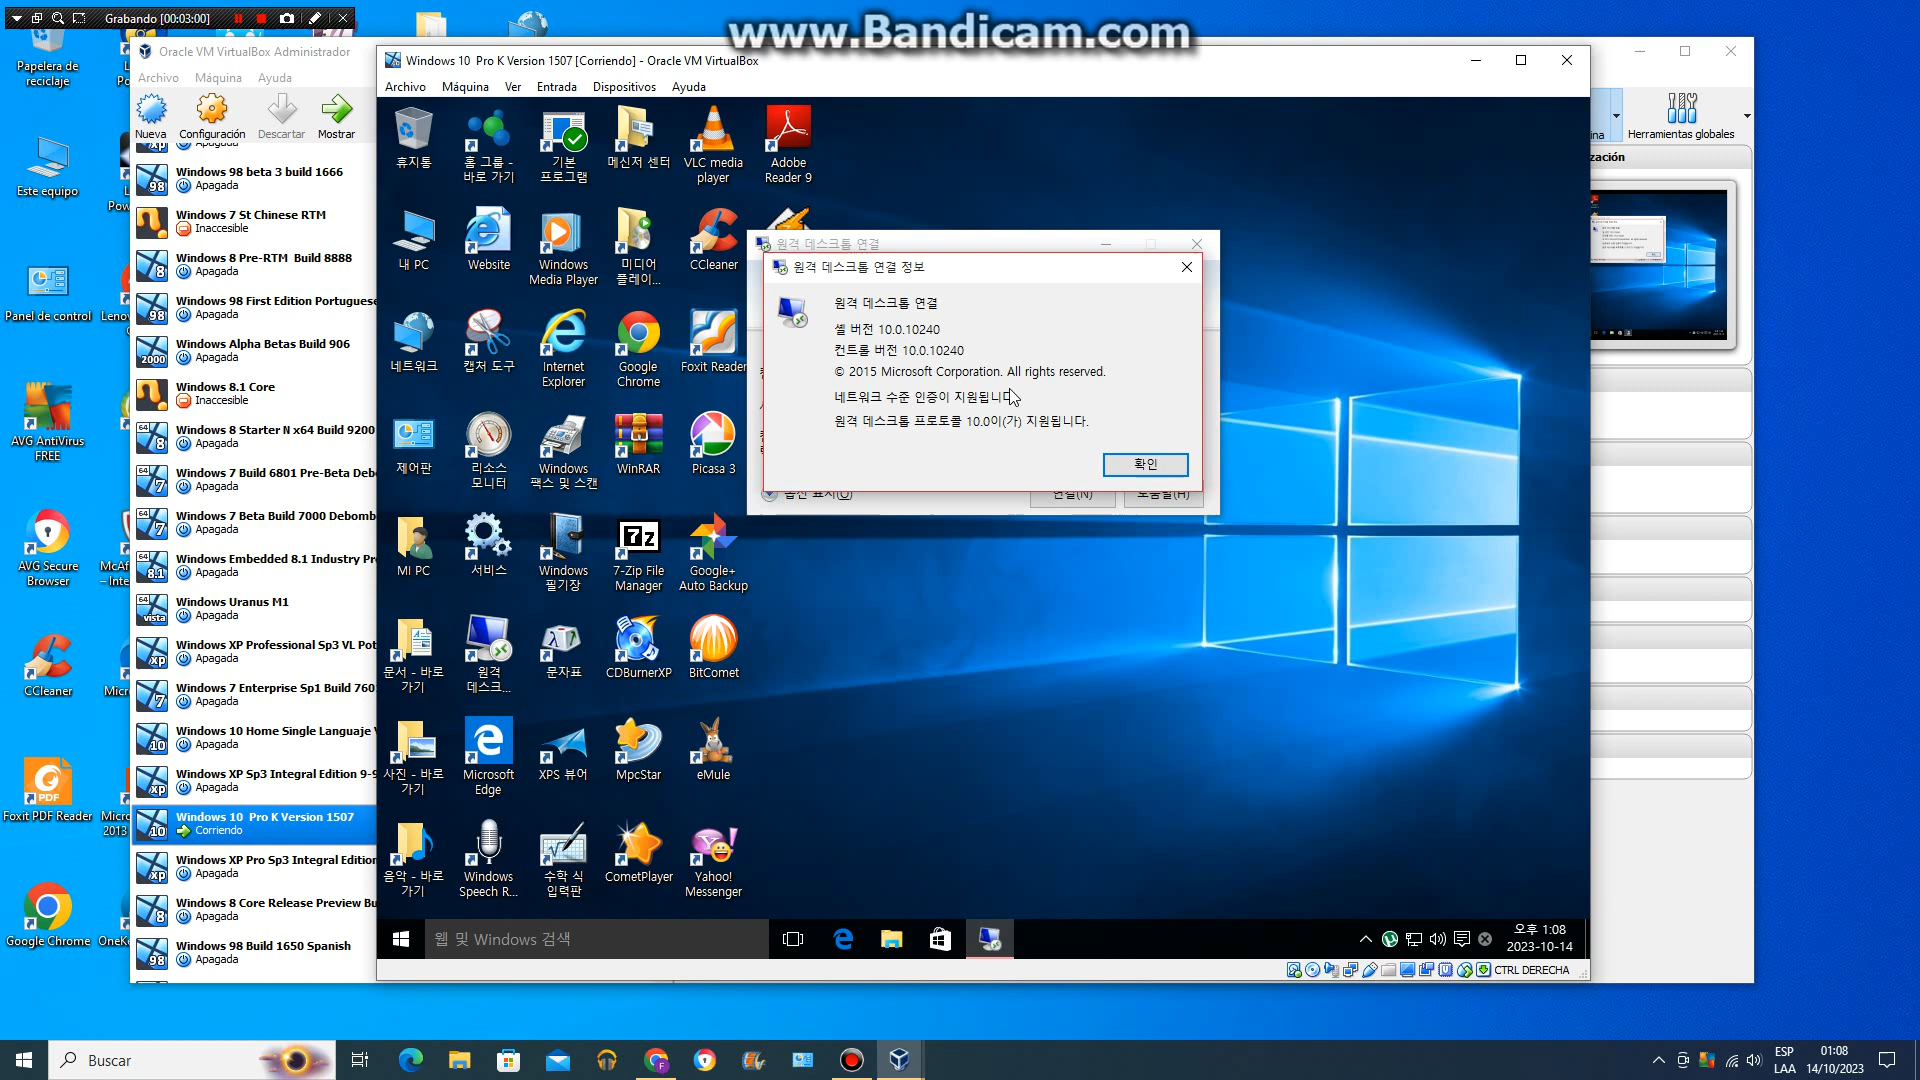 Grabando [00:03:00]
www.Bandicam.com
Papelera de
reciclaje
Este equipo
Panel de control
AVG AntiVirus
FREE
AVG Secure
Browser
CCleaner
Foxit PDF Reader
Google Chrome
Oracle VM VirtualBox Administrador
Archivo Máquina Ayuda
Nueva Configuración Descartar Mostrar
Apagada
Windows 98 beta 3 build 1666
Apagada
Windows 7 St Chinese RTM
Inaccesible
Windows 8 Pre-RTM Build 8888
Apagada
Windows 98 First Edition Portuguese
Apagada
Windows Alpha Betas Build 906
Apagada
Windows 8.1 Core
Inaccesible
Windows 8 Starter N x64 Build 9200
Apagada
Windows 7 Build 6801 Pre-Beta Deb
Apagada
Windows 7 Beta Build 7000 Debomb
Apagada
Windows Embedded 8.1 Industry Pr
Apagada
Windows Uranus M1
Apagada
Windows XP Professional Sp3 VL Pot
Apagada
Windows 7 Enterprise Sp1 Build 760
Apagada
Windows 10 Home Single Languaje
Apagada
Windows XP Sp3 Integral Edition 9-9
Apagada
Windows 10 Pro K Version 1507
Corriendo
Windows XP Pro Sp3 Integral Edition
Apagada
Windows 8 Core Release Preview Bu
Apagada
Windows 98 Build 1650 Spanish
Apagada
Herramientas globales
Windows 10 Pro K Version 1507 [Corriendo] - Oracle VM VirtualBox
Archivo Máquina Ver Entrada Dispositivos Ayuda
휴지통
홈 그룹 -
바로 가기
기본
프로그램
메신저 센터
VLC media
player
Adobe
Reader 9
내 PC
Website
Windows
Media Player
미디어
플레이...
CCleaner
네트워크
캡처 도구
Internet
Explorer
Google
Chrome
Foxit Reader
제어판
리소스
모니터
Windows
팩스 및 스캔
WinRAR
Picasa 3
MI PC
서비스
Windows
필기장
7-Zip File
Manager
Google+
Auto Backup
문서 - 바로
가기
원격
데스크...
문자표
CDBurnerXP
BitComet
사진 - 바로
가기
Microsoft
Edge
XPS 뷰어
MpcStar
eMule
음악 - 바로
가기
Windows
Speech R...
수학 식
입력판
CometPlayer
Yahoo!
Messenger
원격 데스크톱 연결
원격 데스크톱 연결 정보
원격 데스크톱 연결
셸 버전 10.0.10240
컨트롤 버전 10.0.10240
© 2015 Microsoft Corporation. All rights reserved.
네트워크 수준 인증이 지원됩니다
원격 데스크톱 프로토콜 10.0이(가) 지원됩니다.
확인
옵션 표시(O)
연결(N)
도움말(H)
웹 및 Windows 검색
오후 1:08
2023-10-14
CTRL DERECHA
Buscar
ESP
LAA
01:08
14/10/2023